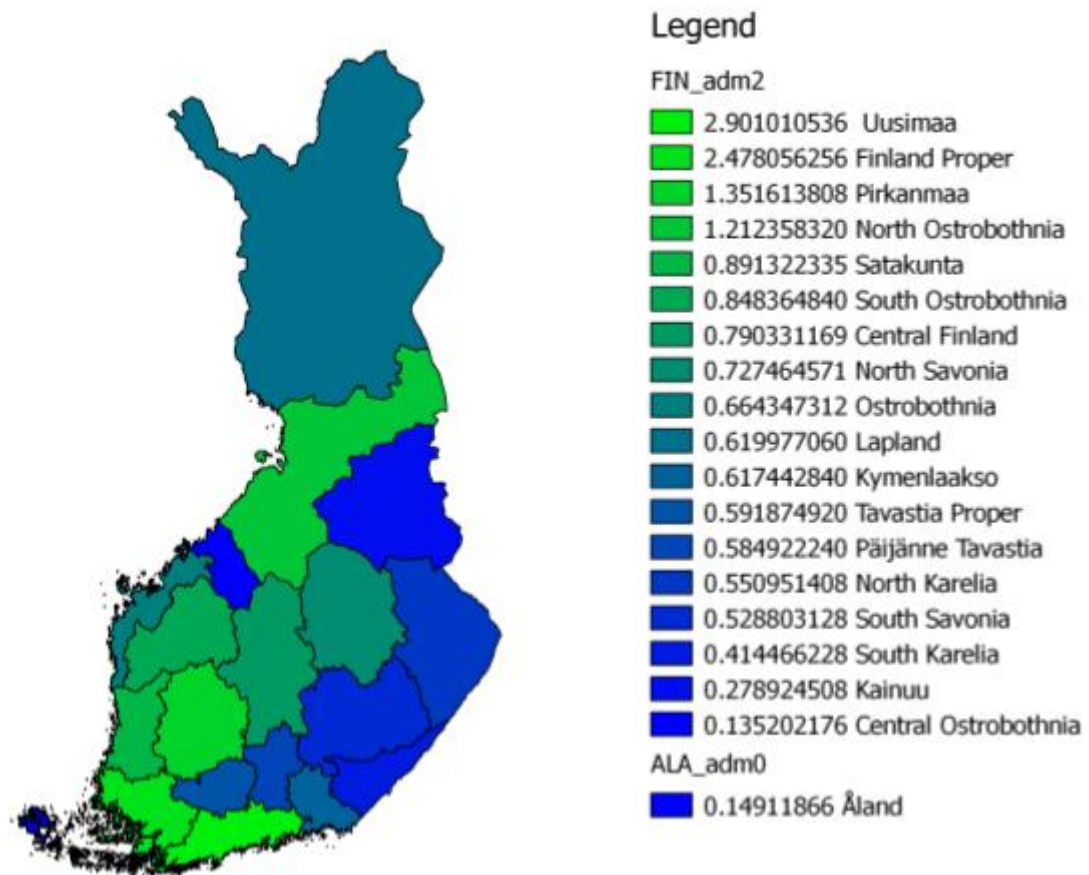 Legend
FIN_adm2
2.901010536 Uusimaa
2.478056256 Finland Proper
1.351613808 Pirkanmaa
1.212358320 North Ostrobothnia
0.891322335 Satakunta
0.848364840 South Ostrobothnia
0.790331169 Central Finland
0.727464571 North Savonia
0.664347312 Ostrobothnia
0.619977060 Lapland
0.617442840 Kymenlaakso
0.591874920 Tavastia Proper
0.584922240 Päijänne Tavastia
0.550951408 North Karelia
0.528803128 South Savonia
0.414466228 South Karelia
0.278924508 Kainuu
0.135202176 Central Ostrobothnia
ALA_adm0
0.14911866 Åland